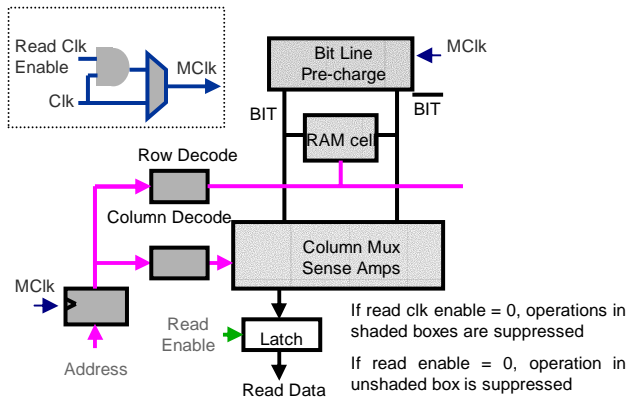 Read Clk
Enable
Clk
MClk
Bit Line
Pre-charge
MClk
BIT
BIT
RAM cell
Row Decode
Column Decode
Column Mux
Sense Amps
MClk
Address
Read
Enable
Latch
Read Data
If read clk enable = 0, operations in
shaded boxes are suppressed
If read enable = 0, operation in
unshaded box is suppressed